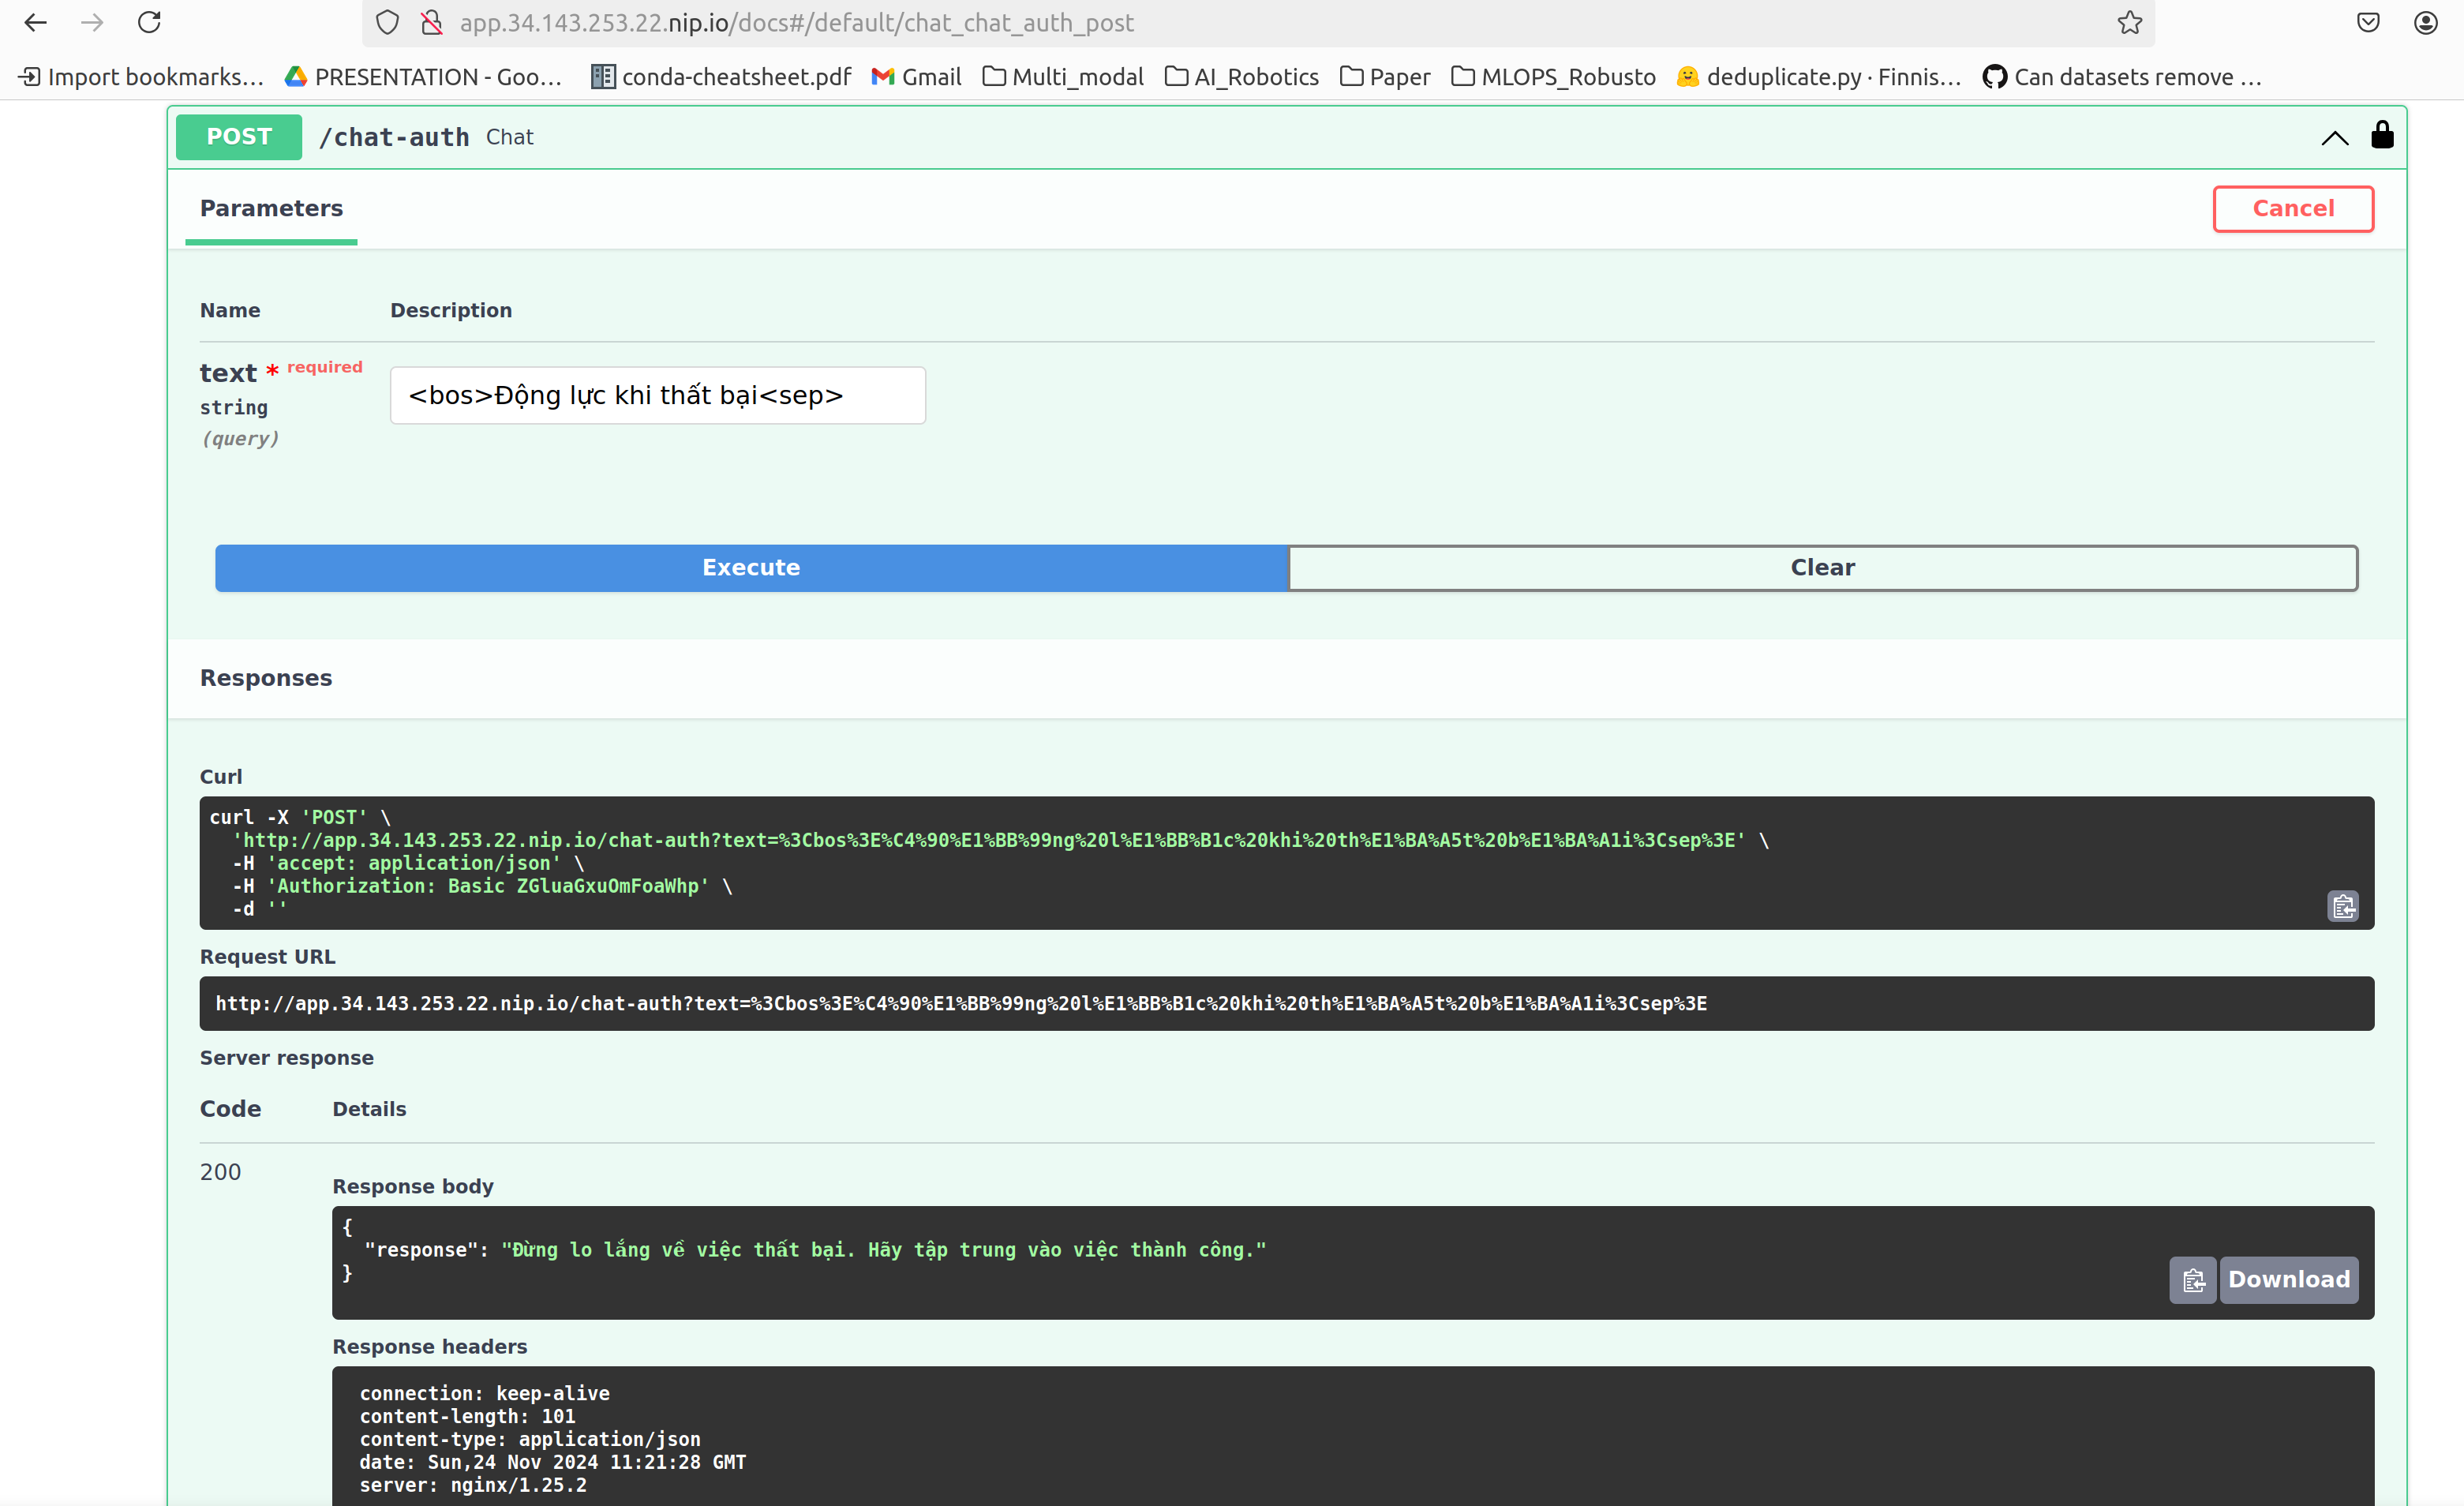 app.34.143.253.22.nip.io/docs#/default/chat_chat_auth_post
Import bookmarks... PRESENTATION - Goo... conda-cheatsheet.pdf Gmail Multi_modal AI_Robotics Paper MLOPS_Robusto deduplicate.py · Finnis... Can datasets remove ...
POST /chat-auth Chat
Parameters Cancel
Name Description
text * required <bos>Động lực khi thất bại<sep>
string
(query)
Execute Clear
Responses
Curl
curl -X 'POST' \
'http://app.34.143.253.22.nip.io/chat-auth?text=%3Cbos%3E%C4%90%E1%BB%99ng%20l%E1%BB%B1c%20khi%20th%E1%BA%A5t%20b%E1%BA%A1i%3Csep%3E' \
-H 'accept: application/json' \
-H 'Authorization: Basic ZGluaGxuOmFoaWhp' \
-d ''
Request URL
http://app.34.143.253.22.nip.io/chat-auth?text=%3Cbos%3E%C4%90%E1%BB%99ng%20l%E1%BB%B1c%20khi%20th%E1%BA%A5t%20b%E1%BA%A1i%3Csep%3E
Server response
Code Details
200
Response body
{
"response": "Đừng lo lắng về việc thất bại. Hãy tập trung vào việc thành công."
}
Download
Response headers
connection: keep-alive
content-length: 101
content-type: application/json
date: Sun,24 Nov 2024 11:21:28 GMT
server: nginx/1.25.2